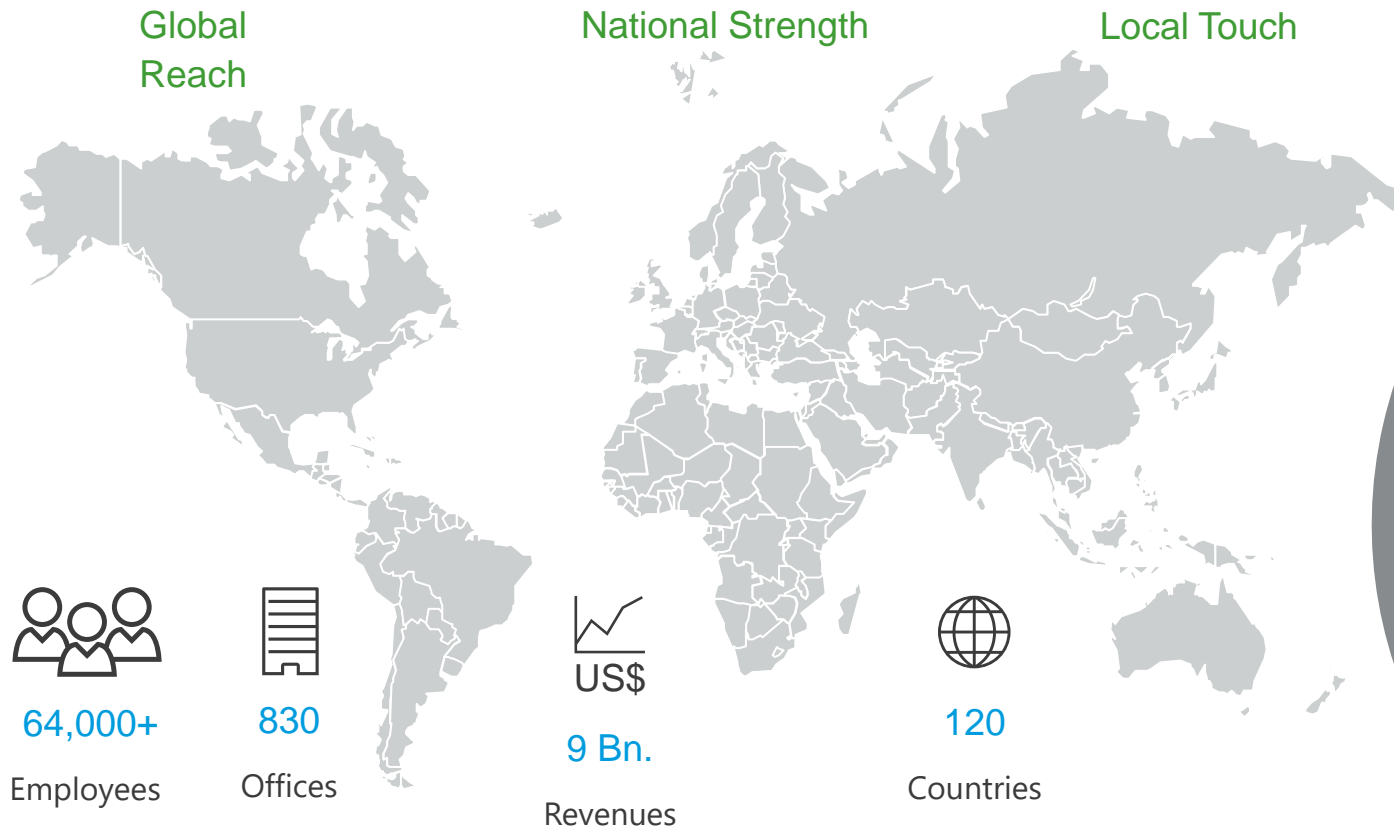 Global
Reach
National Strength
Local Touch
US$
64,000+
830
9 Bn.
120
Employees
Offices
Revenues
Countries